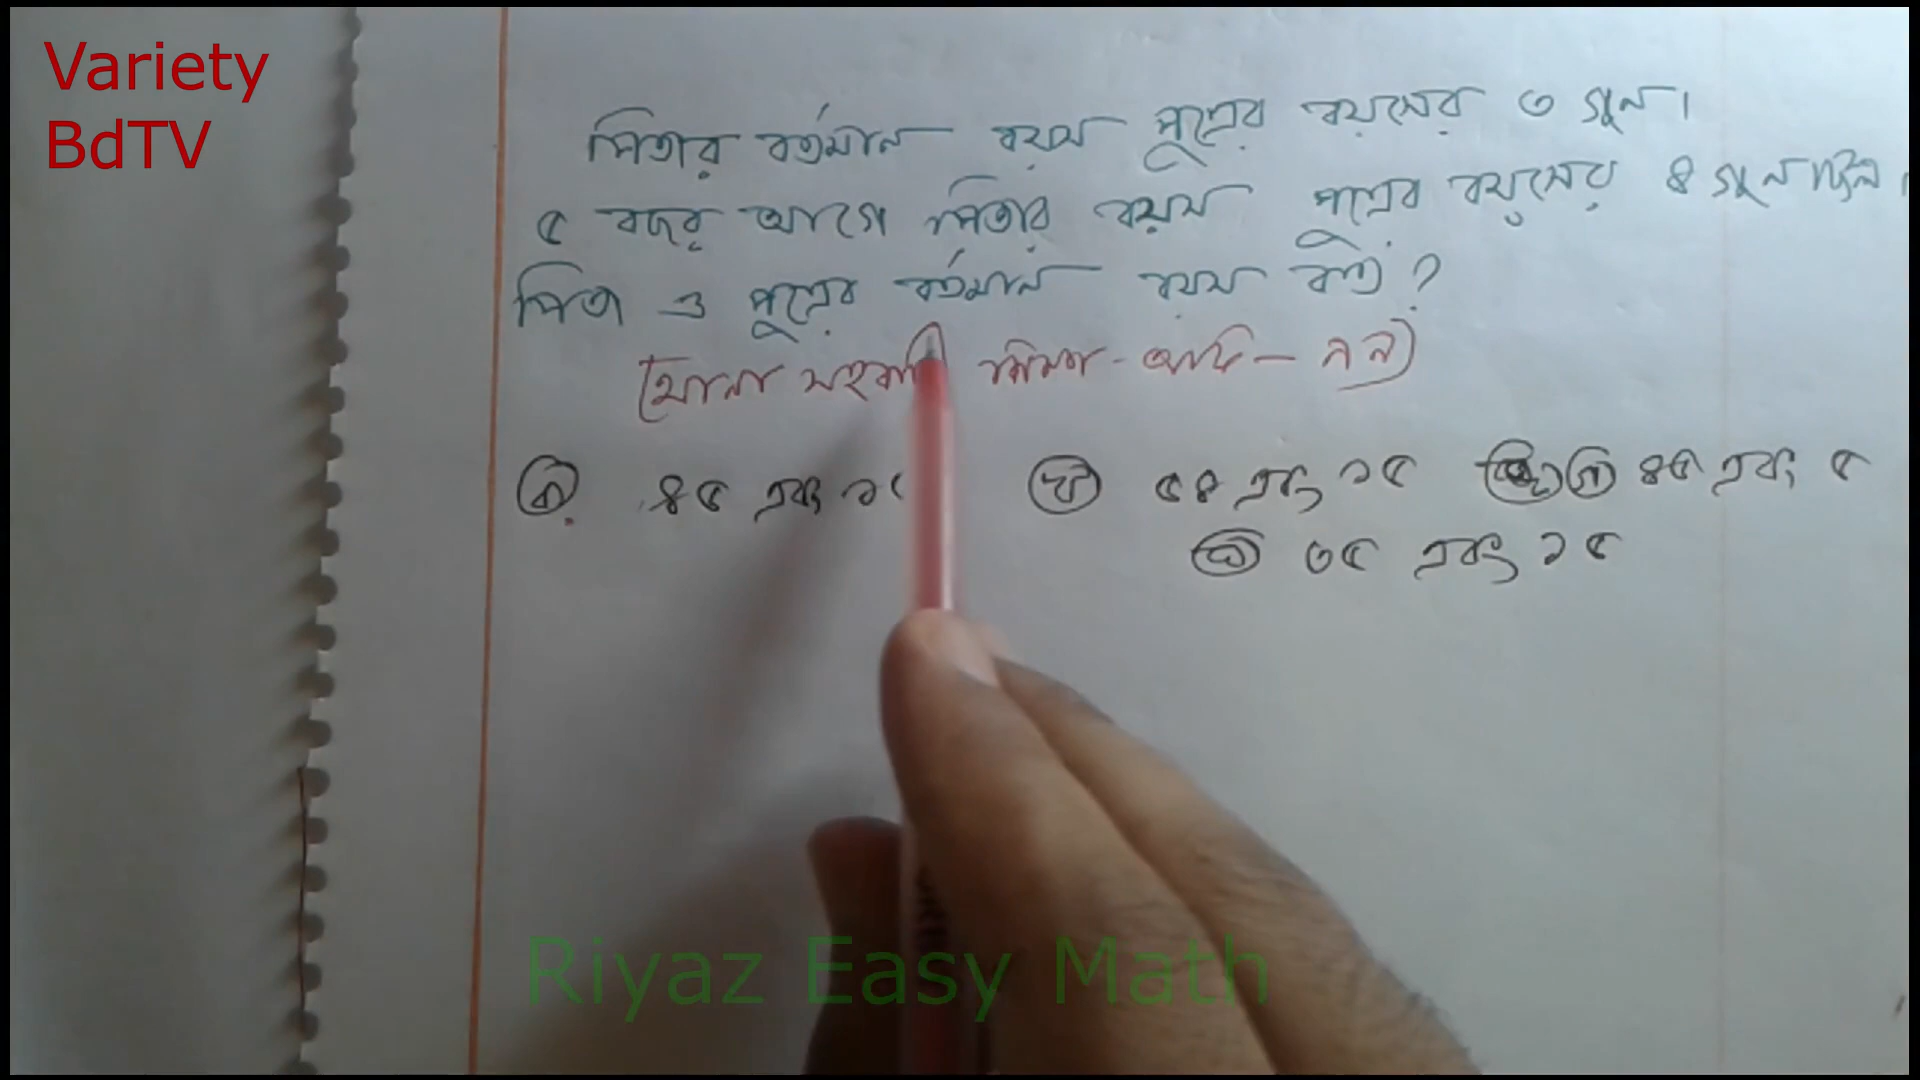 Variety
BdTV
পিতার বর্তমান বয়স পুত্রের বয়সের ৩ গুন।
৫ বছর আগে পিতার বয়স পুত্রের বয়সের ৪ গুন ছিল।
পিতা ও পুত্রের বর্তমান বয়স কত?
(থানা সহকারী শিক্ষা
ক ৪৫ এবং ১৫ খ ৫৪ এবং ১৫ গ ৪৫ এবং ৫
ঘ ৩৫ এবং ১৫
Riyaz Easy Math